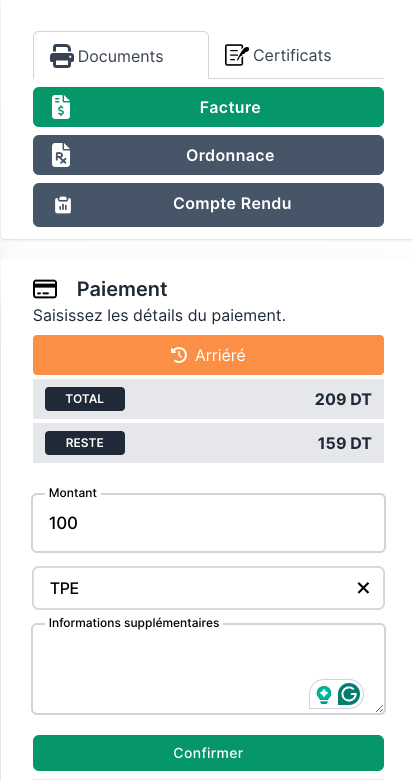 Documents
Certificats
Facture
Ordonnace
Compte Rendu
Paiement
Saisissez les détails du paiement.
Arriéré
TOTAL 209 DT
RESTE 159 DT
Montant
100
TPE
Informations supplémentaires
Confirmer